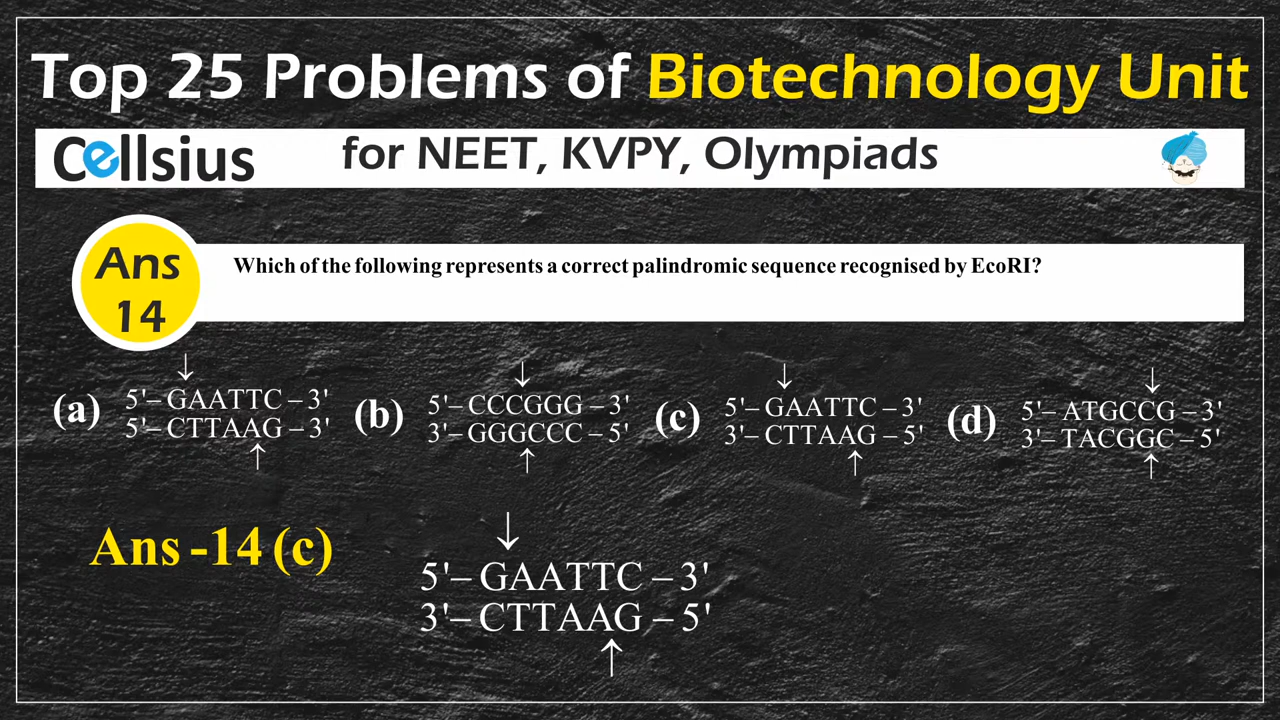 Top 25 Problems of Biotechnology Unit
Cellsius
for NEET, KVPY, Olympiads
Ans
14
Which of the following represents a correct palindromic sequence recognised by EcoRI?
↓
(a) 5'– GAATTC – 3'
5'– CTTAAG – 3'
↑
↓
(b) 5'– CCCGGG – 3'
3'– GGGCCC – 5'
↑
↓
(c) 5'– GAATTC – 3'
3'– CTTAAG – 5'
↑
↓
(d) 5'– ATGCCG – 3'
3'– TACGGC – 5'
↑
Ans -14 (c)
↓
5'– GAATTC – 3'
3'– CTTAAG – 5'
↑